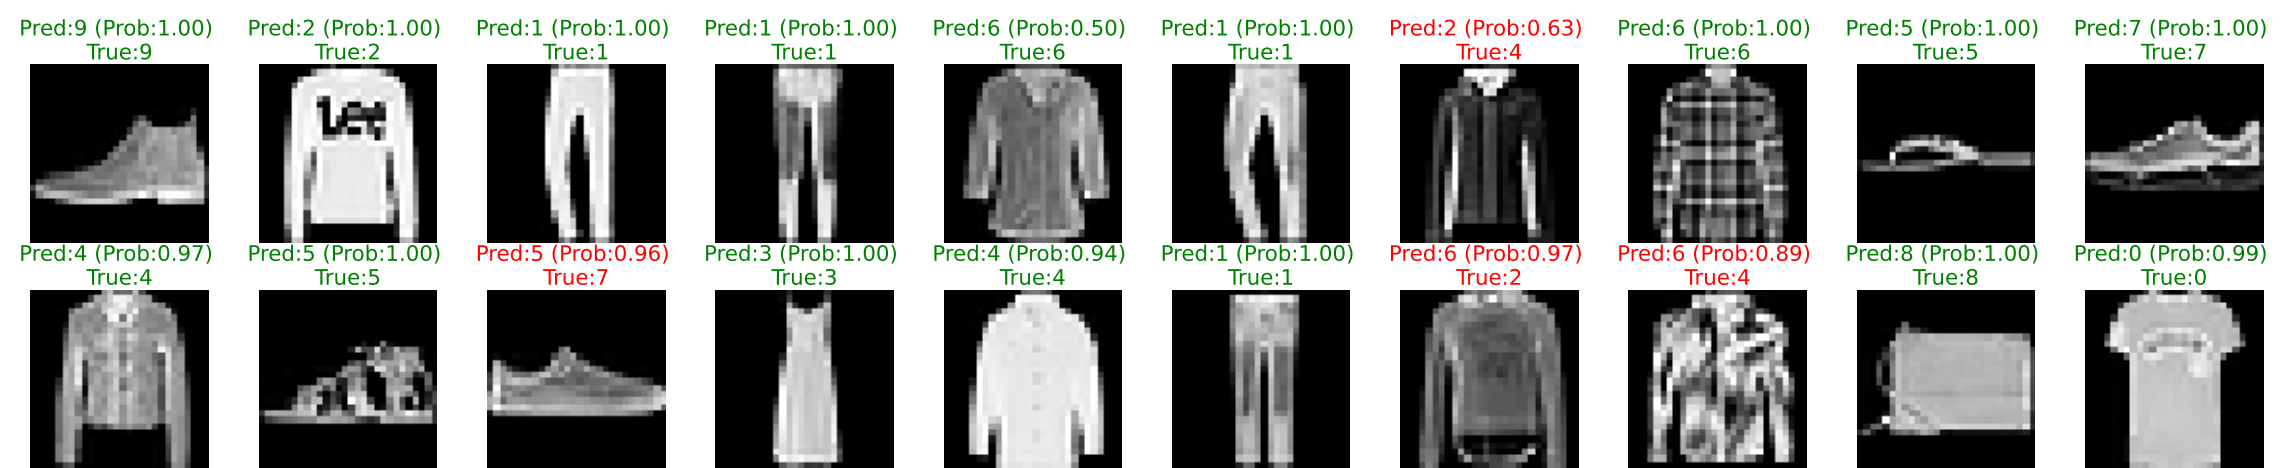 Pred:9 (Prob:1.00) Pred:2 (Prob:1.00) Pred:1 (Prob:1.00) Pred:1 (Prob:1.00) Pred:6 (Prob:0.50) Pred:1 (Prob:1.00) Pred:2 (Prob:0.63) Pred:6 (Prob:1.00) Pred:5 (Prob:1.00) Pred:7 (Prob:1.00)
True:9 True:2 True:1 True:1 True:6 True:1 True:4 True:6 True:5 True:7
Lee
Pred:4 (Prob:0.97) Pred:5 (Prob:1.00) Pred:5 (Prob:0.96) Pred:3 (Prob:1.00) Pred:4 (Prob:0.94) Pred:1 (Prob:1.00) Pred:6 (Prob:0.97) Pred:6 (Prob:0.89) Pred:8 (Prob:1.00) Pred:0 (Prob:0.99)
True:4 True:5 True:7 True:3 True:4 True:1 True:2 True:4 True:8 True:0